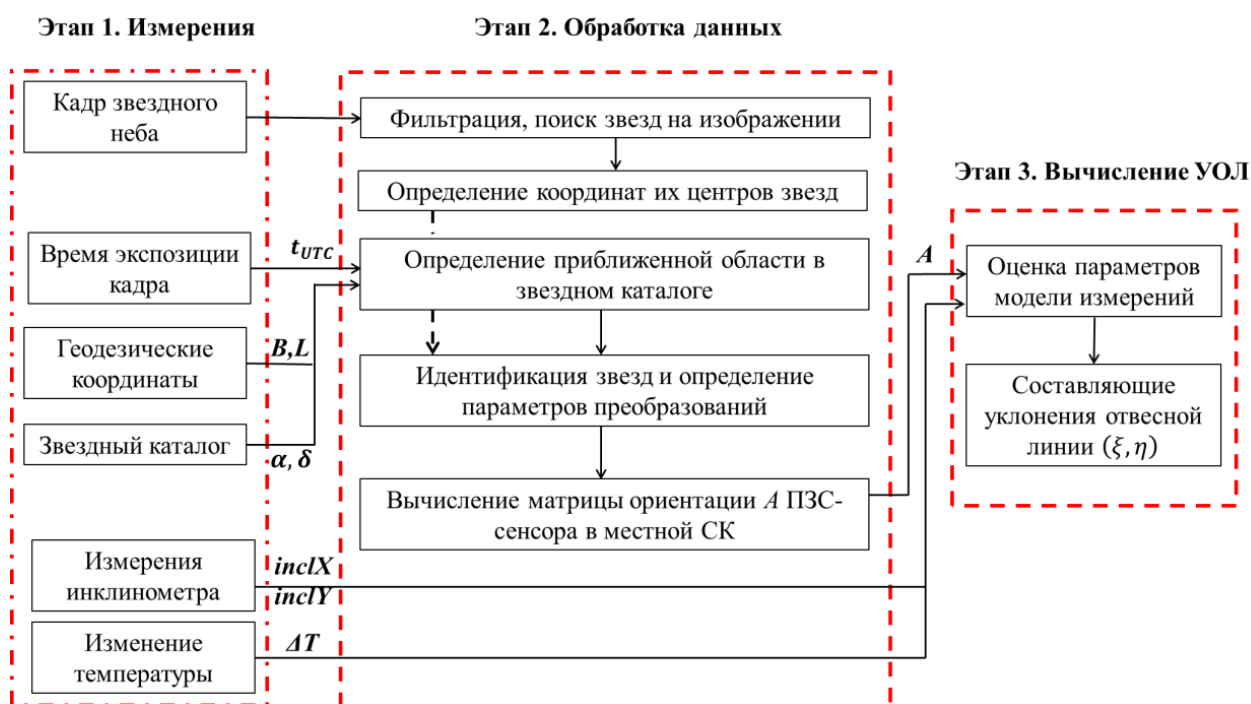 Этап 1. Измерения
Кадр звездного
неба
Время экспозиции
кадра
t_UTC
Геодезические
координаты
B,L
Звездный каталог
α, δ
Измерения
инклинометра
inclX
inclY
Изменение
температуры
ΔT
Этап 2. Обработка данных
Фильтрация, поиск звезд на изображении
Определение координат их центров звезд
Определение приближенной области в
звездном каталоге
Идентификация звезд и определение
параметров преобразований
Вычисление матрицы ориентации A ПЗС-
сенсора в местной СК
A
Этап 3. Вычисление УОЛ
Оценка параметров
модели измерений
Составляющие
уклонения отвесной
линии (ξ, η)